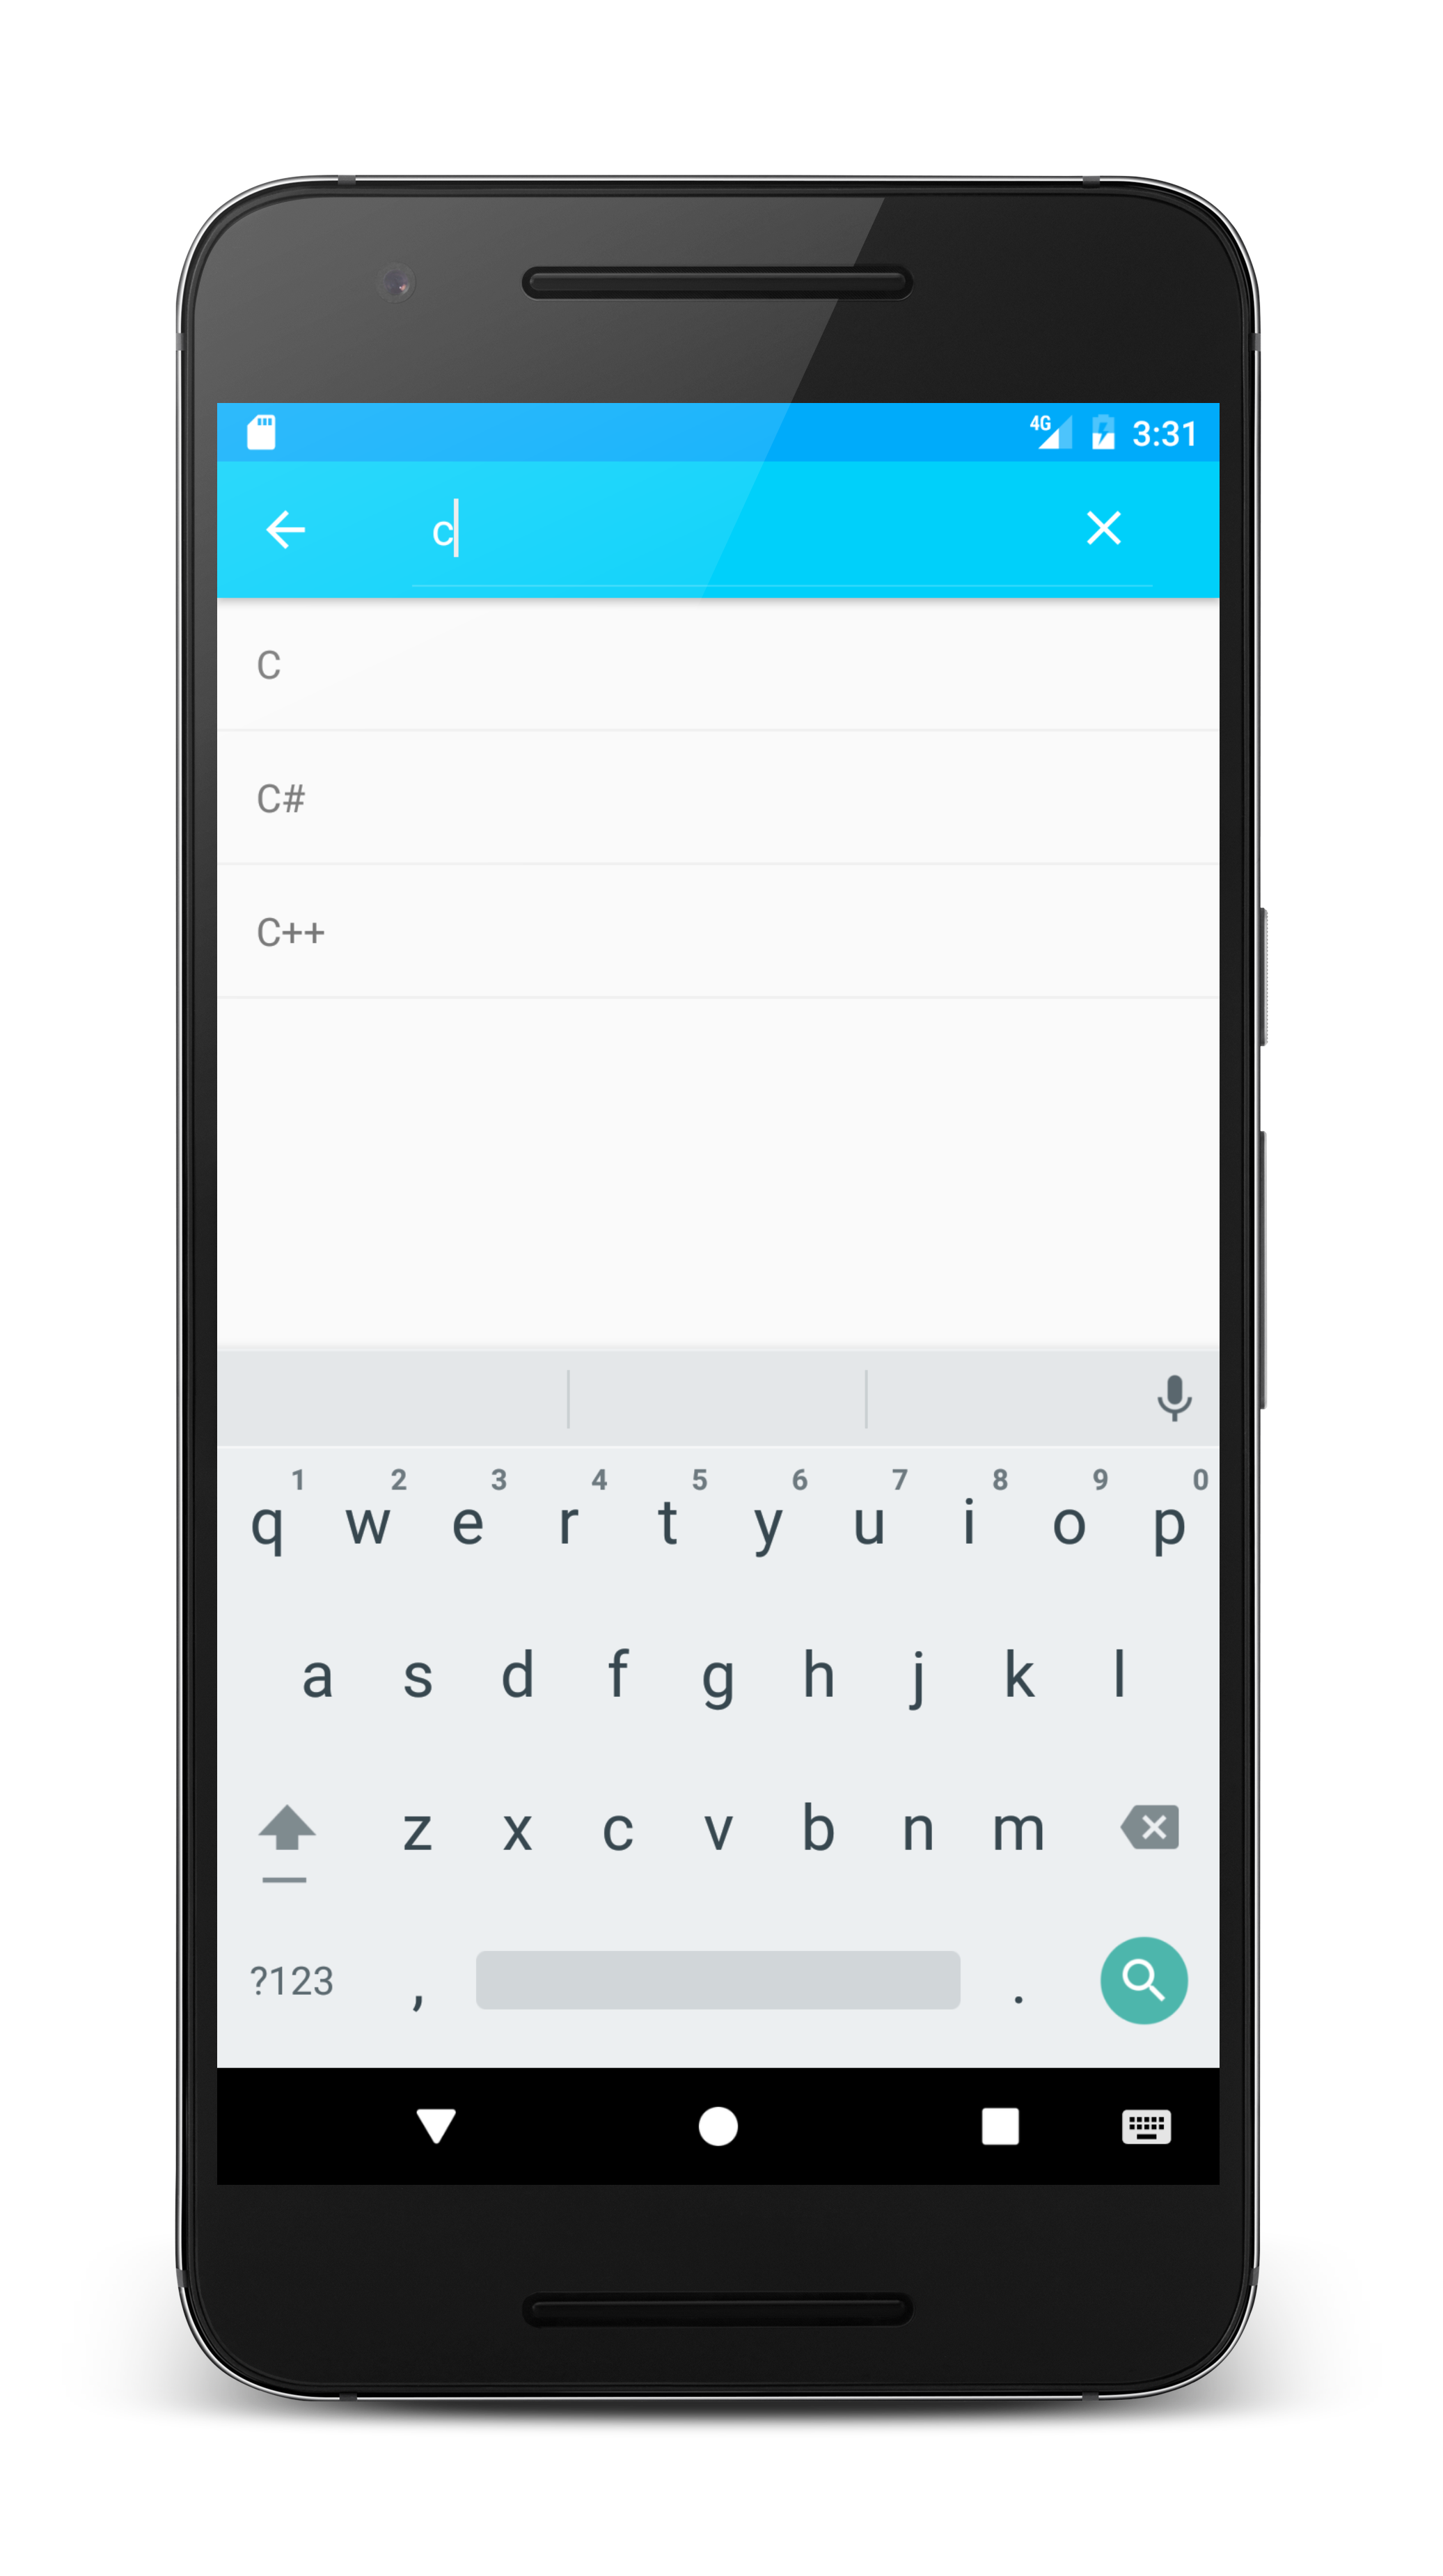 4G 3:31
c
C
C#
C++
1 2 3 4 5 6 7 8 9 0
q w e r t y u i o p
a s d f g h j k l
z x c v b n m
?123 , .